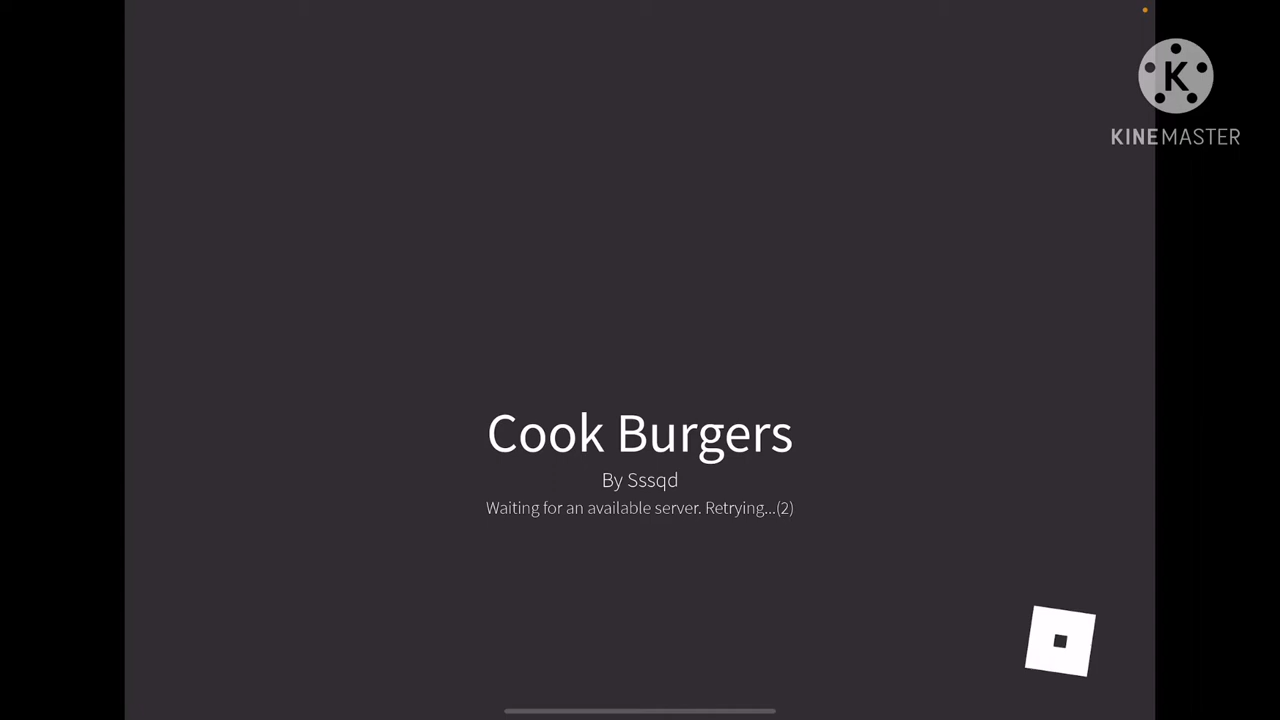 KINEMASTER
Cook Burgers
By Sssqd
Waiting for an available server. Retrying...(2)